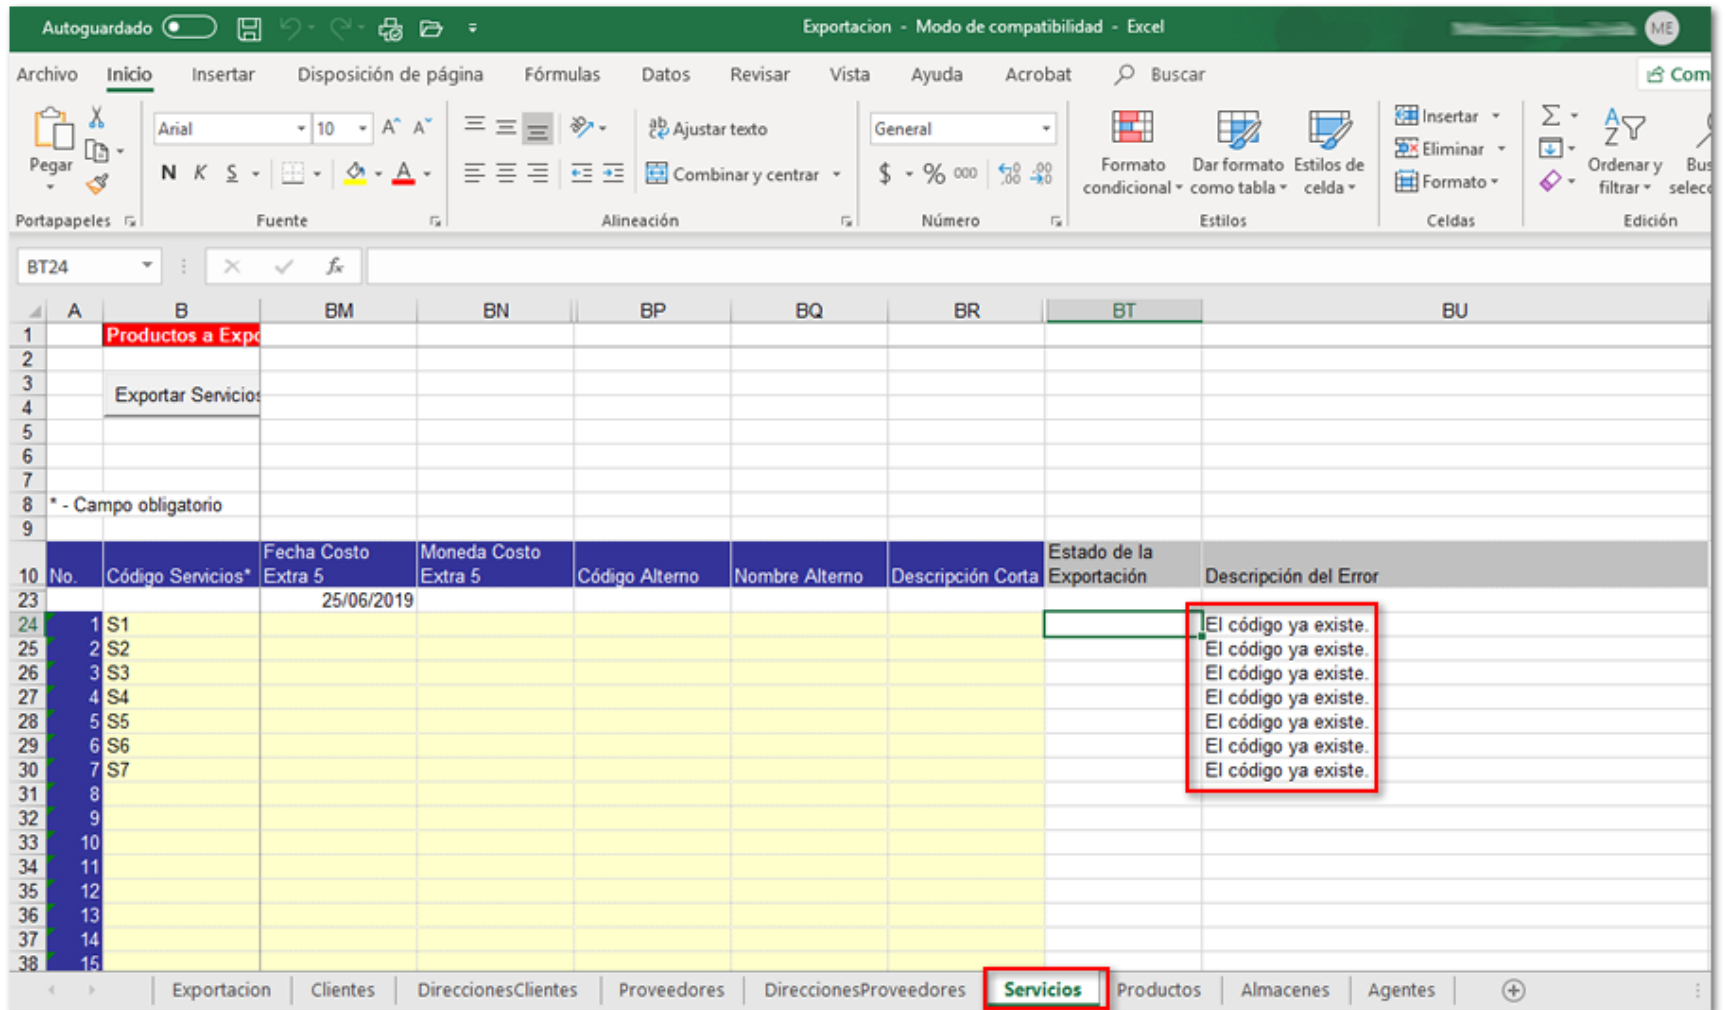 Autoguardado
Exportacion - Modo de compatibilidad - Excel
ME
Archivo Inicio Insertar Disposición de página Fórmulas Datos Revisar Vista Ayuda Acrobat Buscar Com
Arial 10 Ajustar texto General Insertar
Pegar Formato condicional Dar formato como tabla Estilos de celda Eliminar Ordenar y filtrar
N K S Combinar y centrar $ % 000 Formato
Portapapeles Fuente Alineación Número Estilos Celdas Edición
BT24 fx
A B BM BN BP BQ BR BT BU
1 Productos a Expo
2
3
Exportar Servicios
4
5
6
7
8 * - Campo obligatorio
9
Fecha Costo Moneda Costo Estado de la
10 No. Código Servicios* Extra 5 Extra 5 Código Alterno Nombre Alterno Descripción Corta Exportación Descripción del Error
23 25/06/2019
24 1 S1 El código ya existe.
25 2 S2 El código ya existe.
26 3 S3 El código ya existe.
27 4 S4 El código ya existe.
28 5 S5 El código ya existe.
29 6 S6 El código ya existe.
30 7 S7 El código ya existe.
31 8
32 9
33 10
34 11
35 12
36 13
37 14
38 15
Exportacion Clientes DireccionesClientes Proveedores DireccionesProveedores Servicios Productos Almacenes Agentes